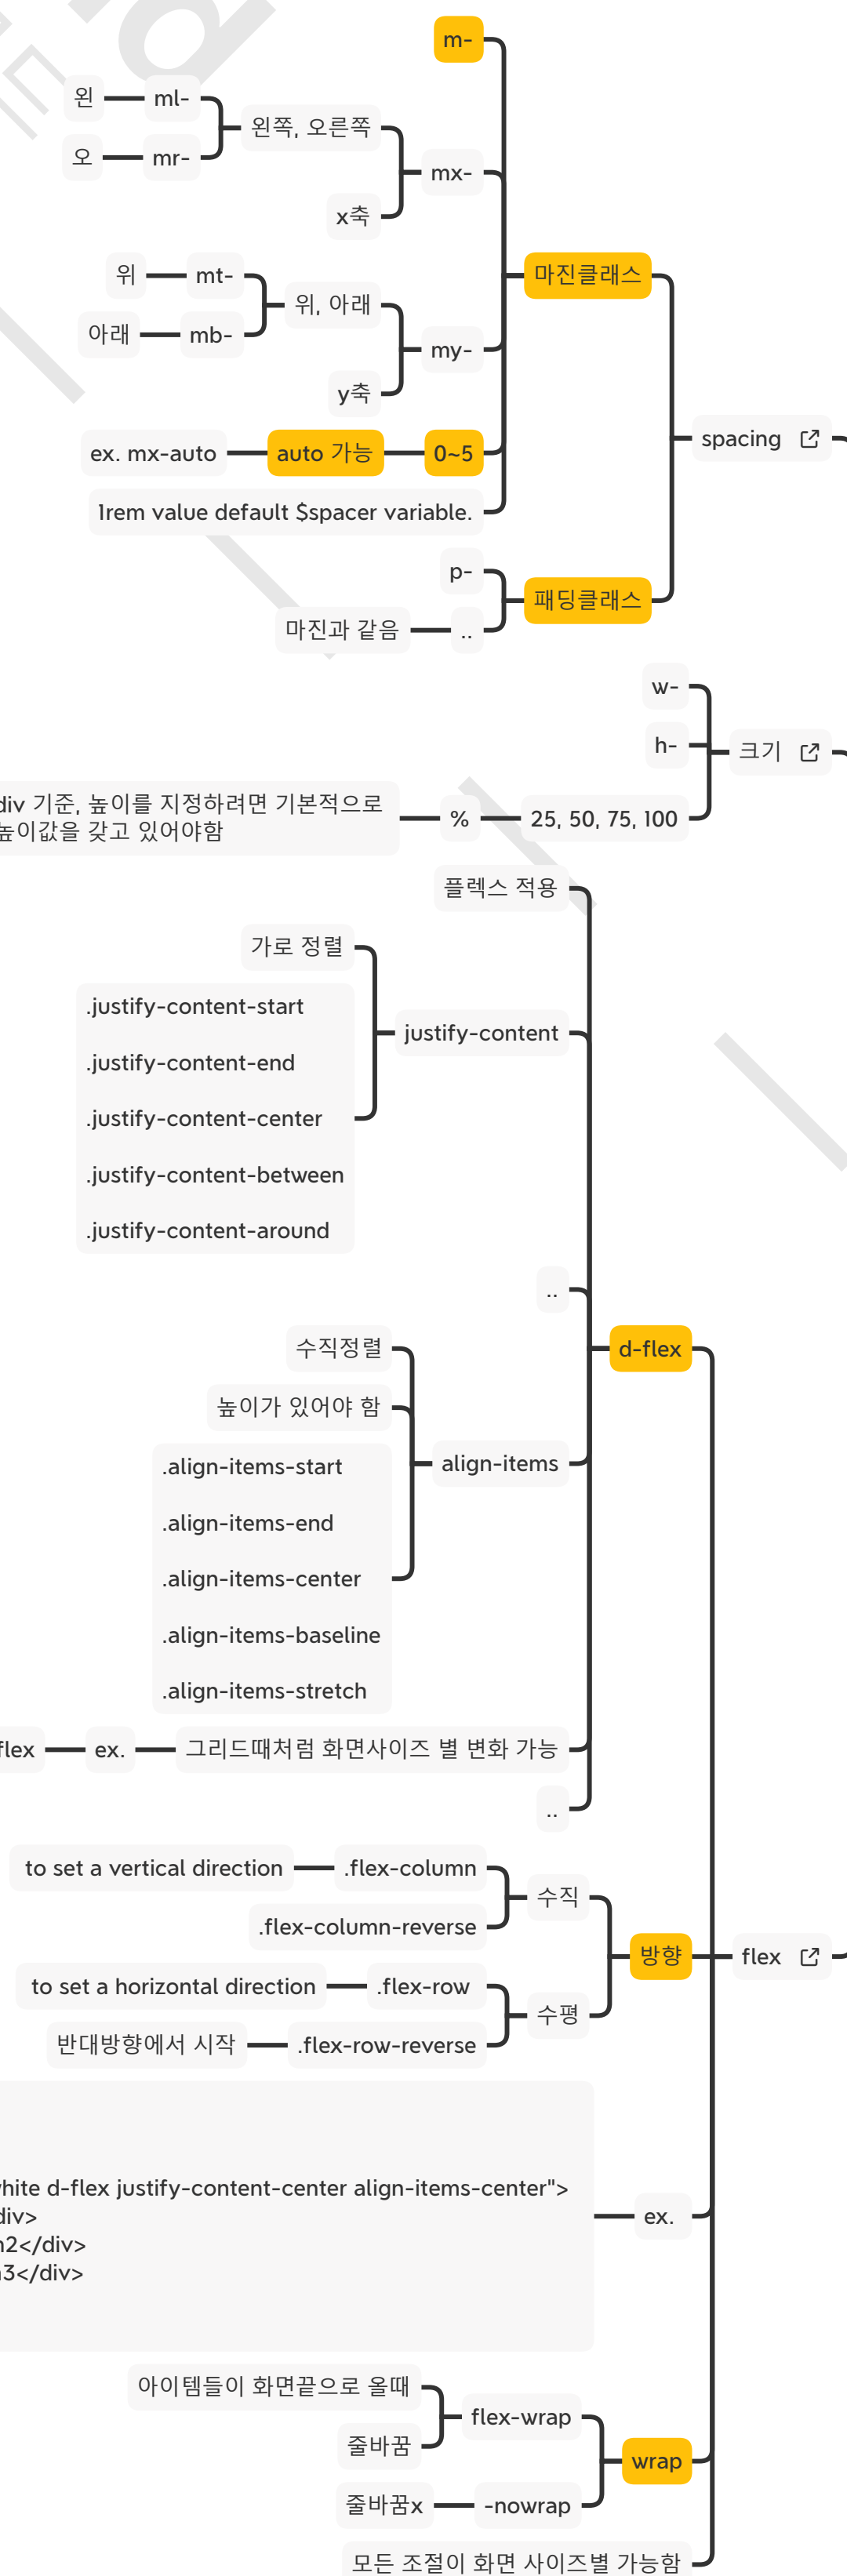 m-
왼
ml-
왼쪽, 오른쪽
오
mr-
mx-
x축
마진클래스
위
mt-
위, 아래
아래
mb-
my-
y축
spacing
ex. mx-auto
auto 가능
0~5
1rem value default $spacer variable.
p-
패딩클래스
마진과 같음
..
w-
h-
크기
div 기준, 높이를 지정하려면 기본적으로
높이값을 갖고 있어야함
%
25, 50, 75, 100
플렉스 적용
가로 정렬
.justify-content-start
justify-content
.justify-content-end
.justify-content-center
.justify-content-between
.justify-content-around
..
수직정렬
d-flex
높이가 있어야 함
.align-items-start
align-items
.align-items-end
.align-items-center
.align-items-baseline
.align-items-stretch
flex
ex.
그리드때처럼 화면사이즈 별 변화 가능
..
to set a vertical direction
.flex-column
수직
.flex-column-reverse
방향
flex
to set a horizontal direction
.flex-row
수평
반대방향에서 시작
.flex-row-reverse
white d-flex justify-content-center align-items-center">
div>
ex.
2</div>
3</div>
아이템들이 화면끝으로 올때
flex-wrap
줄바꿈
wrap
줄바꿈x
-nowrap
모든 조절이 화면 사이즈별 가능함